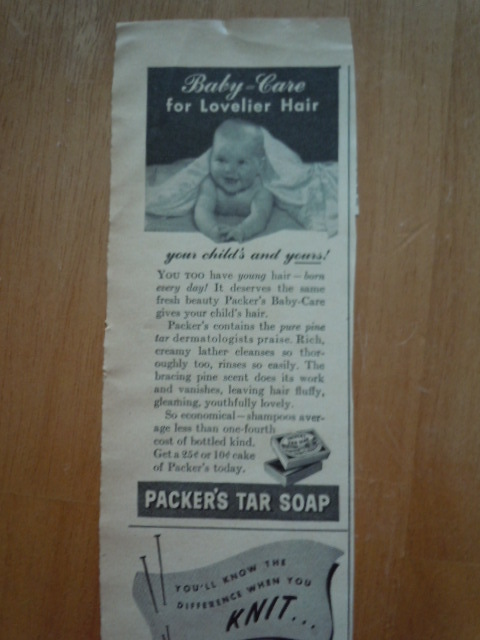 Baby-Care
for Lovelier Hair
your child's and yours!
YOU TOO have young hair — born
every day! It deserves the same
fresh beauty Packer's Baby-Care
gives your child's hair.
Packer's contains the pure pine
tar dermatologists praise. Rich,
creamy lather cleanses so thor-
oughly too, rinses so easily. The
bracing pine scent does its work
and vanishes, leaving hair fluffy,
gleaming, youthfully lovely.
So economical — shampoos aver-
age less than one-fourth
cost of bottled kind.
Get a 25¢ or 10¢ cake
of Packer's today.
PACKER'S TAR SOAP
YOU'LL KNOW THE
DIFFERENCE WHEN YOU
KNIT...